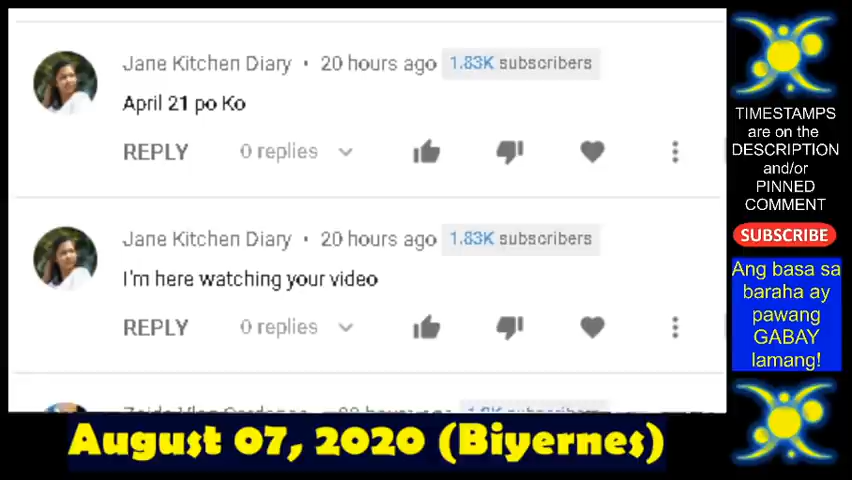 Jane Kitchen Diary • 20 hours ago 1.83K subscribers
April 21 po Ko
REPLY 0 replies
Jane Kitchen Diary • 20 hours ago 1.83K subscribers
I'm here watching your video
REPLY 0 replies
August 07, 2020 (Biyernes)
TIMESTAMPS
are on the
DESCRIPTION
and/or
PINNED
COMMENT
SUBSCRIBE
Ang basa sa
baraha ay
pawang
GABAY
lamang!